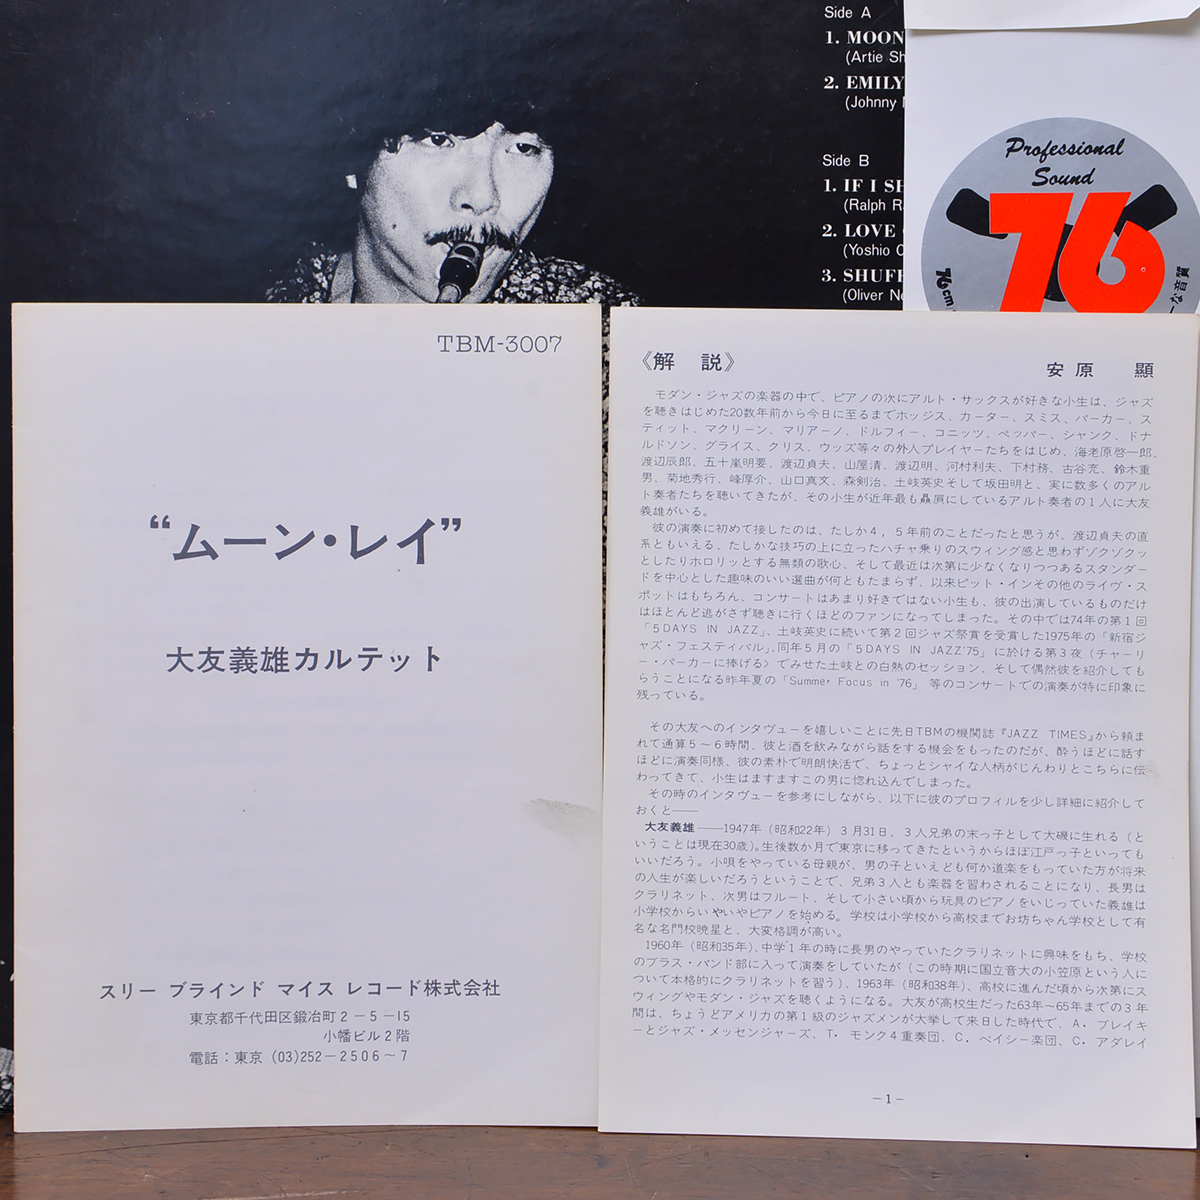 Side A
1. MOON
(Artie Sh
2. EMILY
(Johnny
Side B
1. IF I SH
(Ralph R
2. LOVE
(Yoshio O
3. SHUFF
(Oliver Ne
Professional
Sound
76
76cm
な音質
TBM-3007
“ムーン・レイ”
大友義雄カルテット
スリー ブラインド マイス レコード株式会社
東京都千代田区鍛冶町2-5-15
小幡ビル2階
電話:東京 (03)252-2506~7
《解 説》
安原 顯
モダン・ジャズの楽器の中で、ピアノの次にアルト・サックスが好きな小生は、ジャズ
を聴きはじめた20数年前から今日に至るまでホッジス、カーター、スミス、パーカー、ス
ティット、マクリーン、マリアーノ、ドルフィー、コニッツ、ペッパー、シャンク、ドナ
ルドソン、グライス、クリス、ウッズ等々の外人プレイヤーたちをはじめ、海老原啓一郎、
渡辺辰郎、五十嵐明要、渡辺貞夫、山屋清、渡辺明、河村利夫、下村務、古谷充、鈴木重
男、菊地秀行、峰厚介、山口真文、森剣治、土岐英史そして坂田明と、実に数多くのアル
ト奏者たちを聴いてきたが、その小生が近年最も贔屓にしているアルト奏者の1人に大友
義雄がいる。
彼の演奏に初めて接したのは、たしか4,5年前のことだったと思うが、渡辺貞夫の直
系ともいえる、たしかな技巧の上に立ったハチャ乗りのスウィング感と思わずゾクゾクッ
としたりホロリッとする無類の歌心、そして最近は次第に少なくなりつつあるスタンダー
ドを中心とした趣味のいい選曲が何ともたまらず、以来ピット・インその他のライヴ・ス
ポットはもちろん、コンサートはあまり好きではない小生も、彼の出演しているものだけ
はほとんど逃がさず聴きに行くほどのファンになってしまった。その中では74年の第1回
「5DAYS IN JAZZ」、土岐英史に続いて第2回ジャズ祭賞を受賞した1975年の「新宿ジ
ャズ・フェスティバル」、同年5月の「5DAYS IN JAZZ'75」に於ける第3夜〈チャーリ
ー・パーカーに捧げる〉でみせた土岐との白熱のセッション、そして偶然彼を紹介しても
らうことになる昨年夏の「Summer Focus in '76」等のコンサートでの演奏が特に印象に
残っている。
その大友へのインタヴューを嬉しいことに先日TBMの機関誌『JAZZ TIMES』から頼ま
れて通算5~6時間、彼と酒を飲みながら話をする機会をもったのだが、酔うほどに話す
ほどに演奏同様、彼の素朴で明朗快活で、ちょっとシャイな人柄がじんわりとこちらに伝
わってきて、小生はますますこの男に惚れ込んでしまった。
その時のインタヴューを参考にしながら、以下に彼のプロフィルを少し詳細に紹介して
おくと――
大友義雄――1947年(昭和22年)3月31日、3人兄弟の末っ子として大磯に生れる(と
いうことは現在30歳)。生後数か月で東京に移ってきたというからほぼ江戸っ子といっても
いいだろう。小唄をやっている母親が、男の子といえども何か道楽をもっていた方が将来
の人生が楽しいだろうということで、兄弟3人とも楽器を習わされることになり、長男は
クラリネット、次男はフルート、そして小さい頃から玩具のピアノをいじっていた義雄は
小学校からいやいやピアノを始める。学校は小学校から高校までお坊ちゃん学校として有
名な名門校暁星と、大変格調が高い。
1960年(昭和35年)、中学1年の時に長男のやっていたクラリネットに興味をもち、学校
のブラス・バンド部に入って演奏をしていたが(この時期に国立音大の小笠原という人に
ついて本格的にクラリネットを習う)、1963年(昭和38年)、高校に進んだ頃から次第にス
ウィングやモダン・ジャズを聴くようになる。大友が高校生だった63年~65年までの3年
間は、ちょうどアメリカの第1級のジャズメンが大挙して来日した時代で、A・ブレイキ
ーとジャズ・メッセンジャーズ、T・モンク4重奏団、C・ベイシー楽団、C・アダレイ
-1-